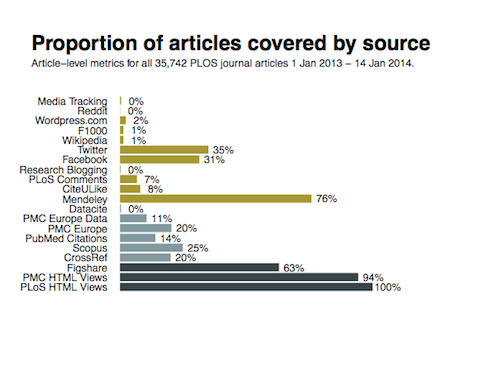 Proportion of articles covered by source
Article–level metrics for all 35,742 PLOS journal articles 1 Jan 2013 – 14 Jan 2014.
Media Tracking 0%
Reddit 0%
Wordpress.com 2%
F1000 1%
Wikipedia 1%
Twitter 35%
Facebook 31%
Research Blogging 0%
PLoS Comments 7%
CiteULike 8%
Mendeley 76%
Datacite 0%
PMC Europe Data 11%
PMC Europe 20%
PubMed Citations 14%
Scopus 25%
CrossRef 20%
Figshare 63%
PMC HTML Views 94%
PLoS HTML Views 100%